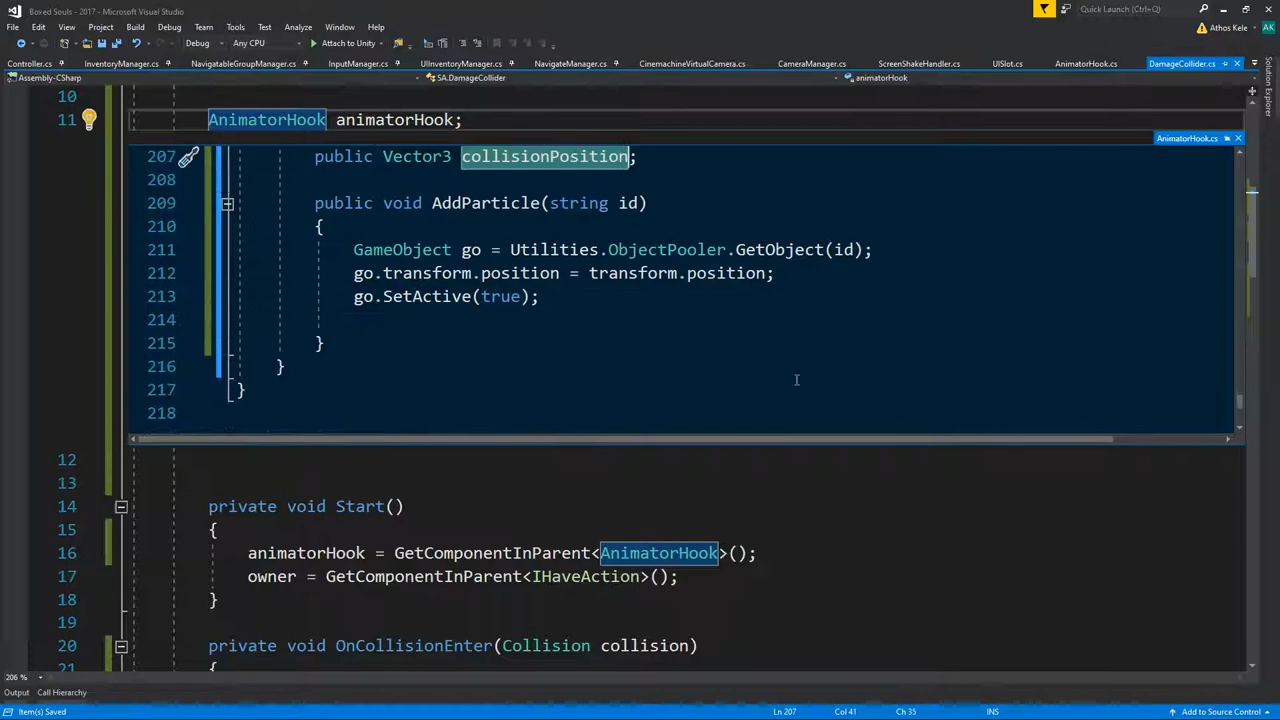 Boxed Souls - 2017 - Microsoft Visual Studio
Quick Launch (Ctrl+Q)
File Edit View Project Build Debug Team Tools Test Analyze Window Help
Athos Kele AK
Debug Any CPU Attach to Unity
Controller.cs InventoryManager.cs NavigatableGroupManager.cs InputManager.cs UIInventoryManager.cs NavigateManager.cs CinemachineVirtualCamera.cs CameraManager.cs ScreenShakeHandler.cs UISlot.cs AnimatorHook.cs DamageCollider.cs
Assembly-CSharp SA.DamageCollider animatorHook
Solution Explorer
10
11 AnimatorHook animatorHook;
AnimatorHook.cs
207 public Vector3 collisionPosition;
208
209 public void AddParticle(string id)
210 {
211 GameObject go = Utilities.ObjectPooler.GetObject(id);
212 go.transform.position = transform.position;
213 go.SetActive(true);
214
215 }
216 }
217 }
218
12
13
14 private void Start()
15 {
16 animatorHook = GetComponentInParent<AnimatorHook>();
17 owner = GetComponentInParent<IHaveAction>();
18 }
19
20 private void OnCollisionEnter(Collision collision)
21 {
206 %
Output Call Hierarchy
Item(s) Saved Ln 207 Col 41 Ch 35 INS Add to Source Control